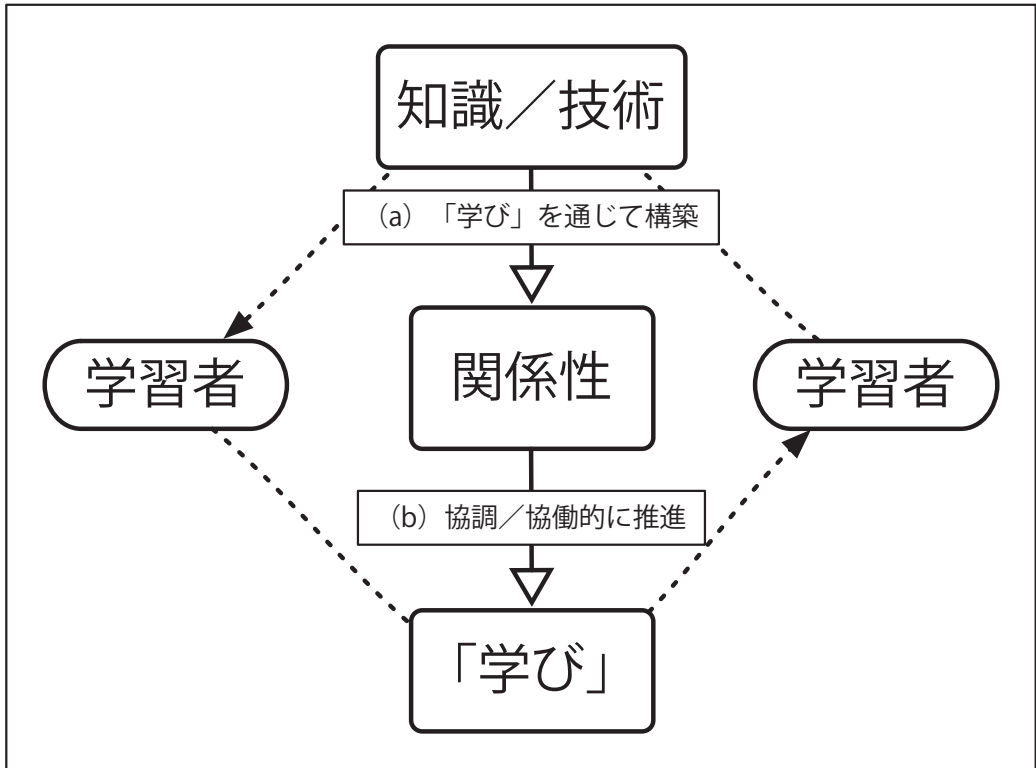 知識／技術
（a）「学び」を通じて構築
学習者
関係性
学習者
（b）協調／協働的に推進
「学び」